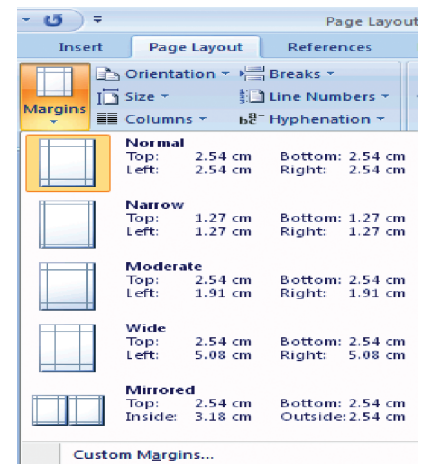 Page Layout
Insert Page Layout References
Margins
Orientation
Breaks
Size
Line Numbers
Columns
Hyphenation
Normal
Top: 2.54 cm Bottom: 2.54 cm
Left: 2.54 cm Right: 2.54 cm
Narrow
Top: 1.27 cm Bottom: 1.27 cm
Left: 1.27 cm Right: 1.27 cm
Moderate
Top: 2.54 cm Bottom: 2.54 cm
Left: 1.91 cm Right: 1.91 cm
Wide
Top: 2.54 cm Bottom: 2.54 cm
Left: 5.08 cm Right: 5.08 cm
Mirrored
Top: 2.54 cm Bottom: 2.54 cm
Inside: 3.18 cm Outside: 2.54 cm
Custom Margins...